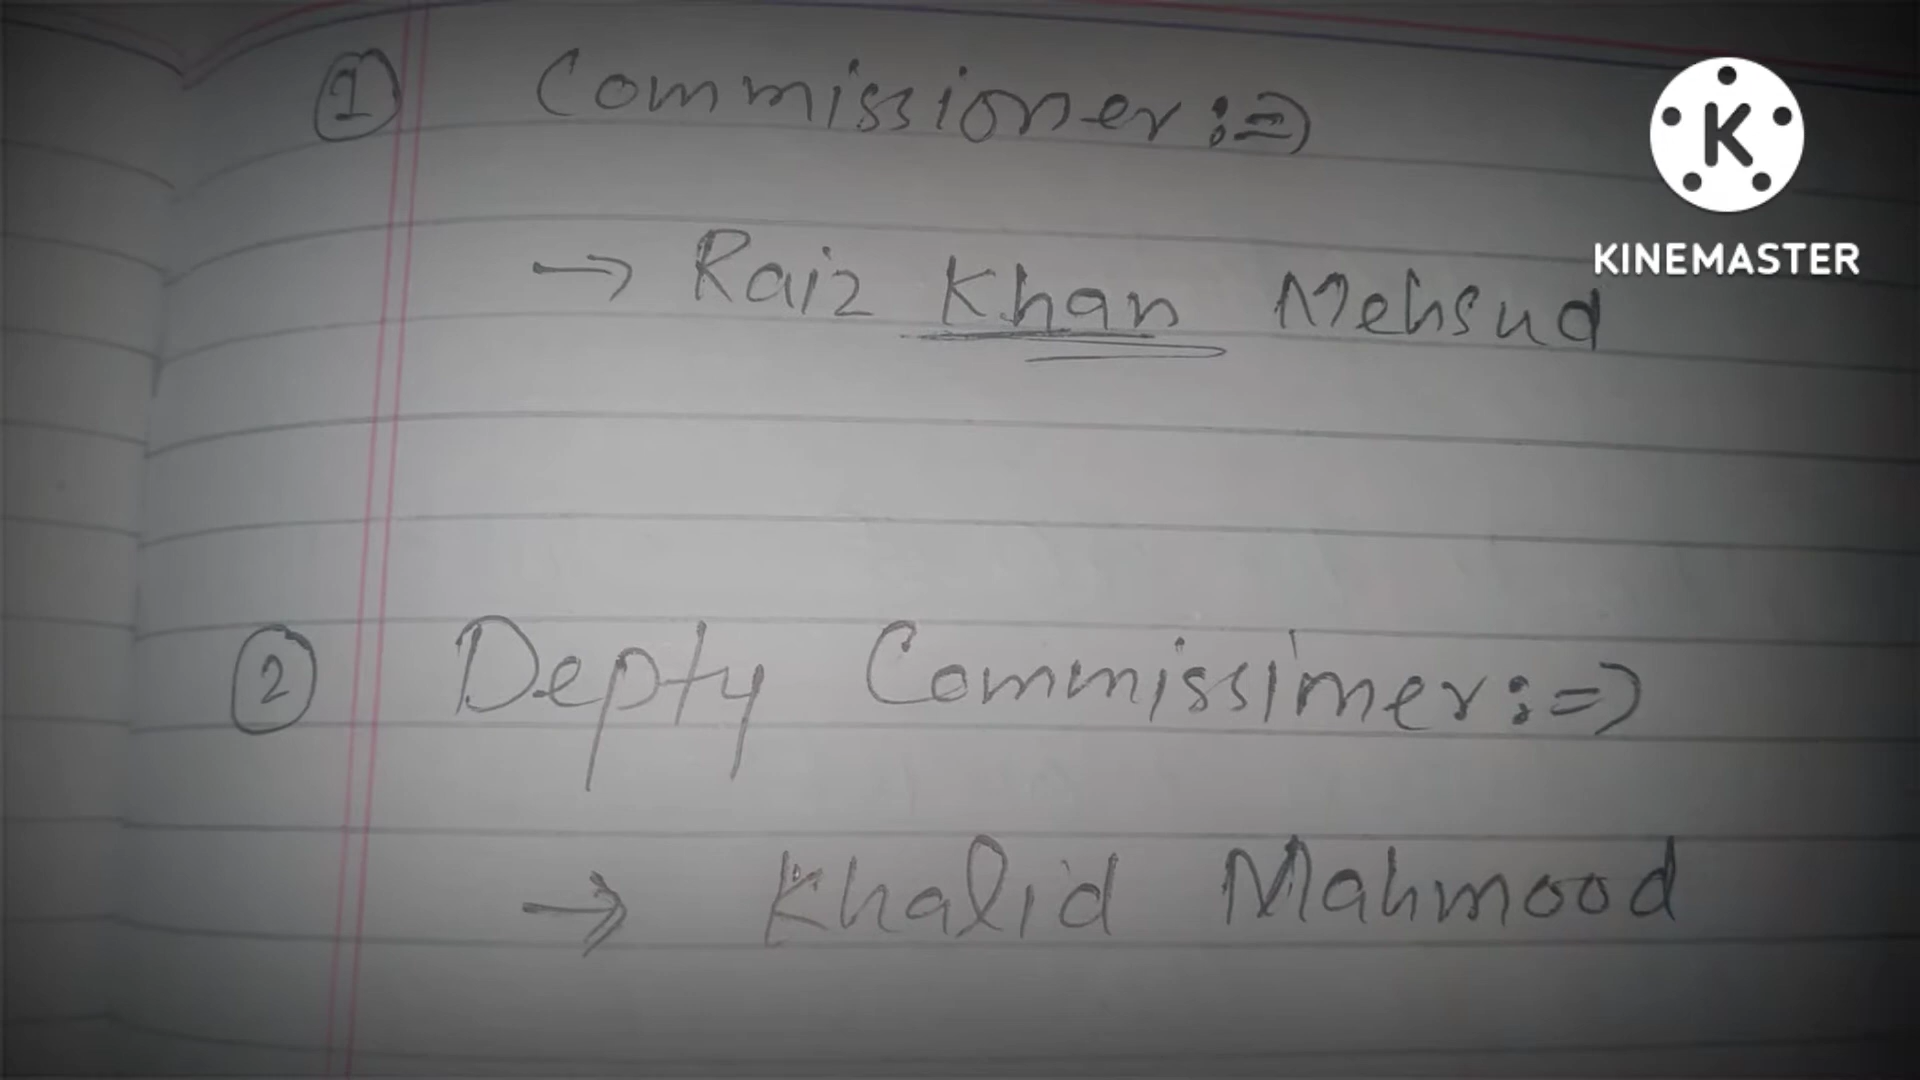 ① Commissioner :⇒
→ Raiz Khan Mehsud
② Depty Commissimer :⇒
→ Khalid Mahmood
K
KINEMASTER